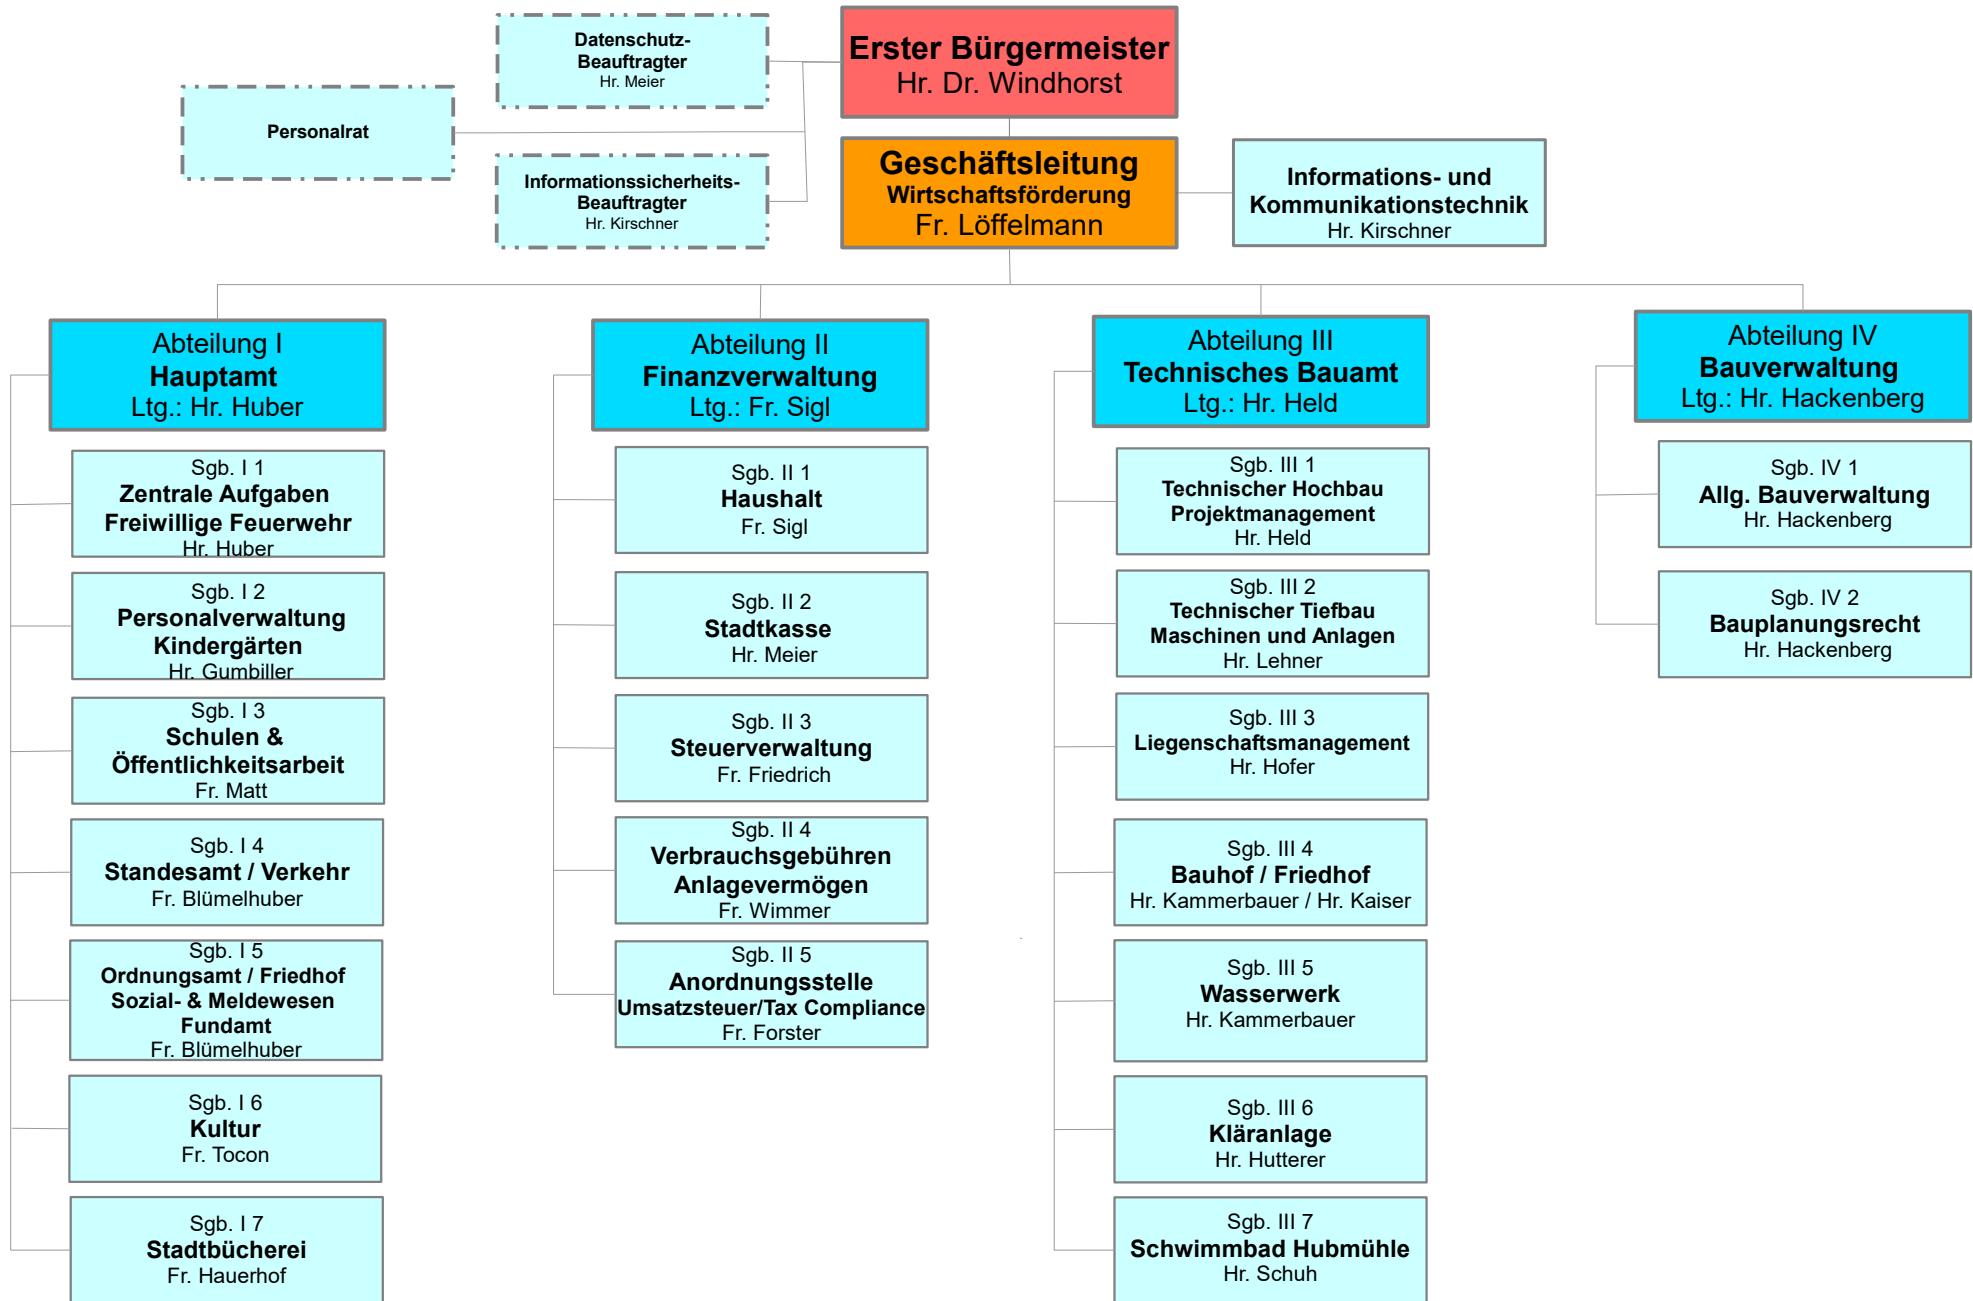 Datenschutz-
Beauftragter
Hr. Meier
Erster Bürgermeister
Hr. Dr. Windhorst
Personalrat
Informationssicherheits-
Beauftragter
Hr. Kirschner
Geschäftsleitung
Wirtschaftsförderung
Fr. Löffelmann
Informations- und
Kommunikationstechnik
Hr. Kirschner
Abteilung I
Hauptamt
Ltg.: Hr. Huber
Sgb. I 1
Zentrale Aufgaben
Freiwillige Feuerwehr
Hr. Huber
Sgb. I 2
Personalverwaltung
Kindergärten
Hr. Gumbiller
Sgb. I 3
Schulen &
Öffentlichkeitsarbeit
Fr. Matt
Sgb. I 4
Standesamt / Verkehr
Fr. Blümelhuber
Sgb. I 5
Ordnungsamt / Friedhof
Sozial- & Meldewesen
Fundamt
Fr. Blümelhuber
Sgb. I 6
Kultur
Fr. Tocon
Sgb. I 7
Stadtbücherei
Fr. Hauerhof
Abteilung II
Finanzverwaltung
Ltg.: Fr. Sigl
Sgb. II 1
Haushalt
Fr. Sigl
Sgb. II 2
Stadtkasse
Hr. Meier
Sgb. II 3
Steuerverwaltung
Fr. Friedrich
Sgb. II 4
Verbrauchsgebühren
Anlagevermögen
Fr. Wimmer
Sgb. II 5
Anordnungsstelle
Umsatzsteuer/Tax Compliance
Fr. Forster
Abteilung III
Technisches Bauamt
Ltg.: Hr. Held
Sgb. III 1
Technischer Hochbau
Projektmanagement
Hr. Held
Sgb. III 2
Technischer Tiefbau
Maschinen und Anlagen
Hr. Lehner
Sgb. III 3
Liegenschaftsmanagement
Hr. Hofer
Sgb. III 4
Bauhof / Friedhof
Hr. Kammerbauer / Hr. Kaiser
Sgb. III 5
Wasserwerk
Hr. Kammerbauer
Sgb. III 6
Kläranlage
Hr. Hutterer
Sgb. III 7
Schwimmbad Hubmühle
Hr. Schuh
Abteilung IV
Bauverwaltung
Ltg.: Hr. Hackenberg
Sgb. IV 1
Allg. Bauverwaltung
Hr. Hackenberg
Sgb. IV 2
Bauplanungsrecht
Hr. Hackenberg